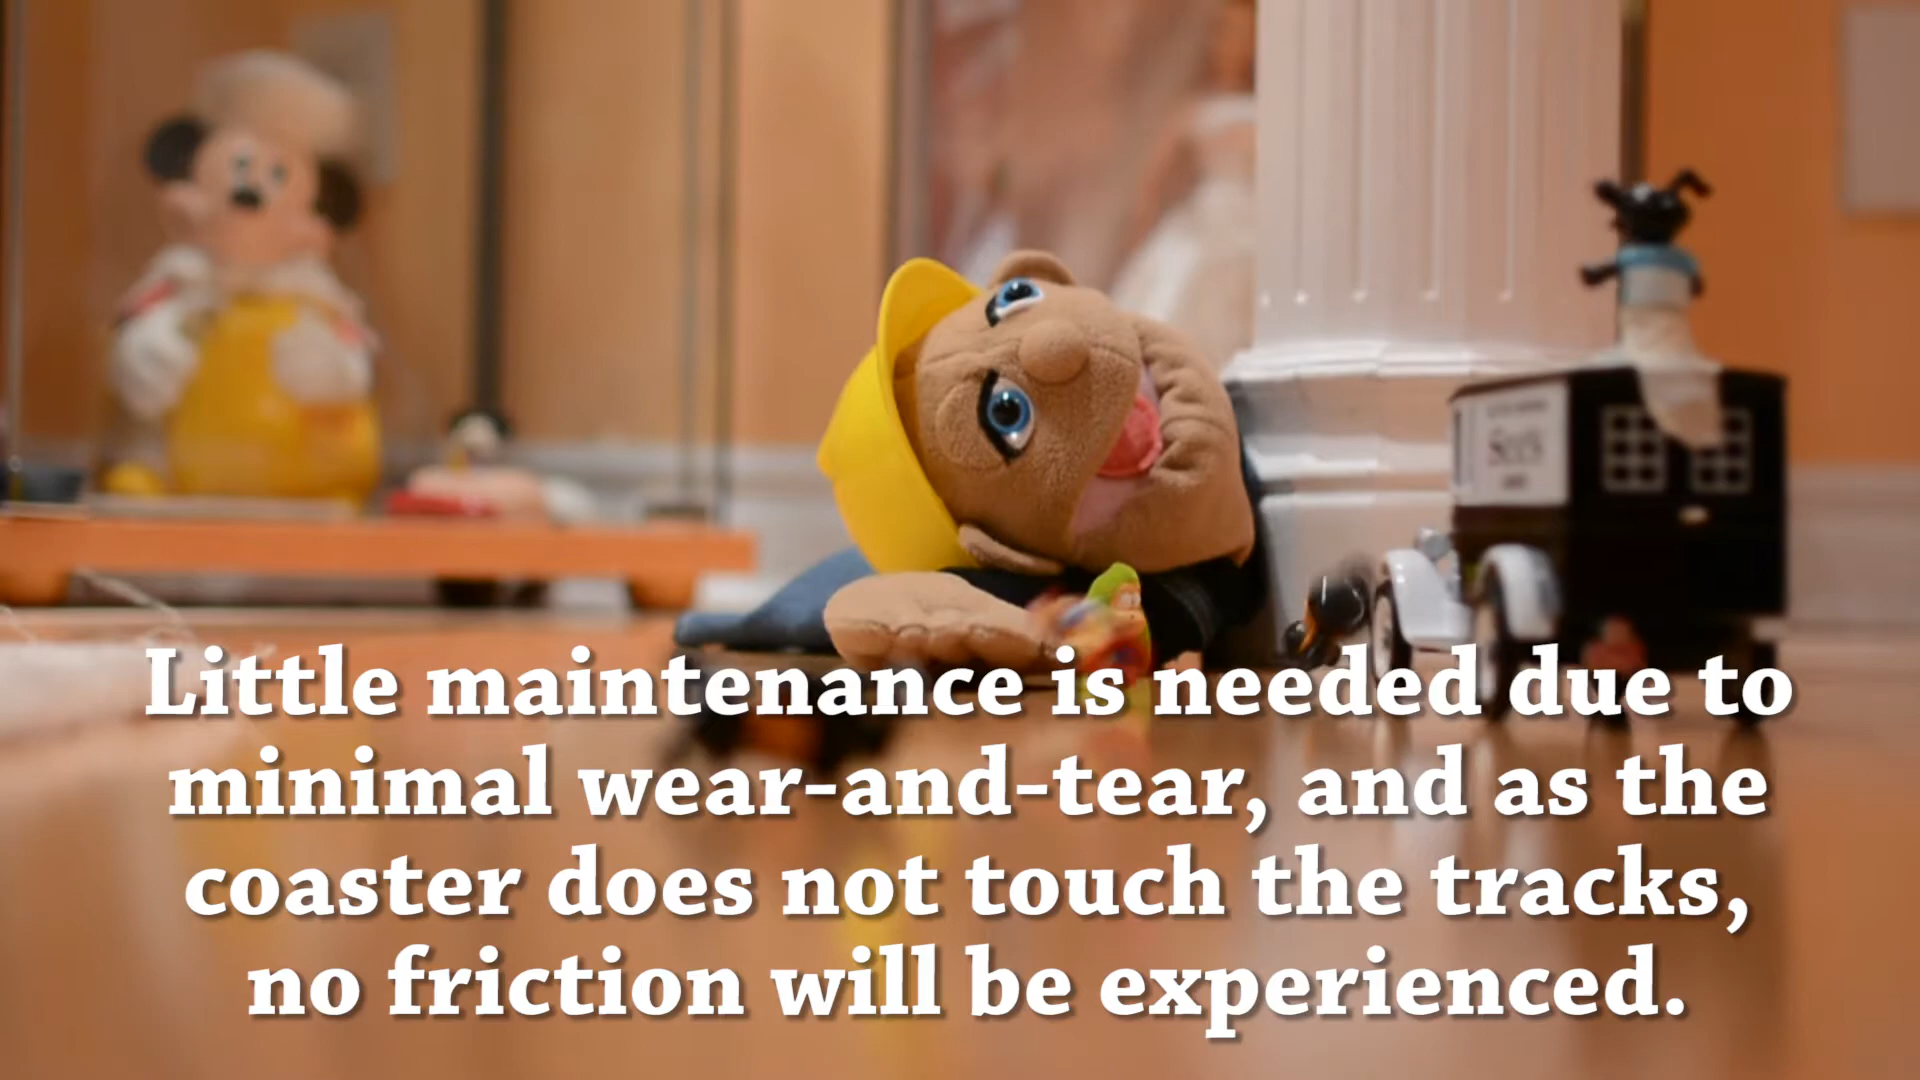 Little maintenance is needed due to
minimal wear-and-tear, and as the
coaster does not touch the tracks,
no friction will be experienced.
See's